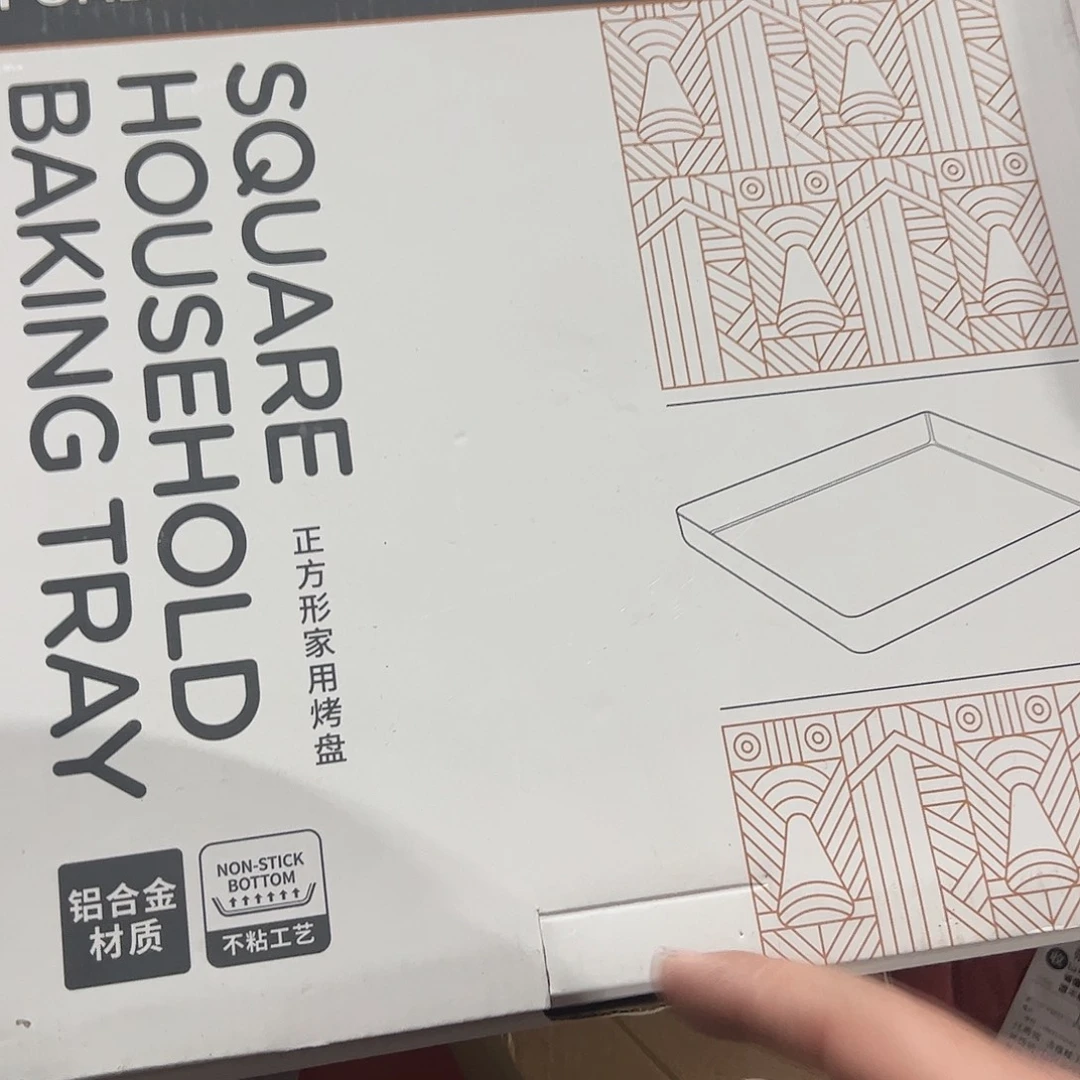 SQUARE
HOUSEHOLD
BAKING TRAY
正方形家用烤盘
铝合金
材质
NON-STICK
BOTTOM
不粘工艺